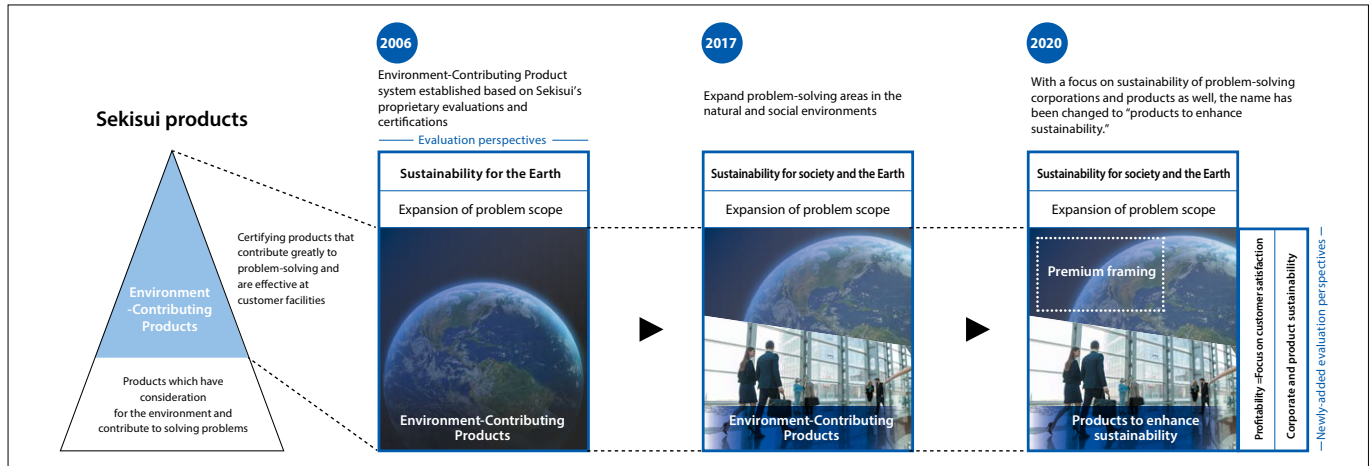 Sekisui products
Environment
-Contributing
Products
Products which have
consideration
for the environment and
contribute to solving problems
Certifying products that
contribute greatly to
problem-solving and
are effective at
customer facilities
2006
Environment-Contributing Product
system established based on Sekisui's
proprietary evaluations and
certifications
Evaluation perspectives
Sustainability for the Earth
Expansion of problem scope
Environment-Contributing
Products
2017
Expand problem-solving areas in the
natural and social environments
Sustainability for society and the Earth
Expansion of problem scope
Environment-Contributing
Products
2020
With a focus on sustainability of problem-solving
corporations and products as well, the name has
been changed to “products to enhance
sustainability.”
Sustainability for society and the Earth
Expansion of problem scope
Premium framing
Products to enhance
sustainability
Profitability =Focus on customer satisfaction
Corporate and product sustainability
Newly-added evaluation perspectives